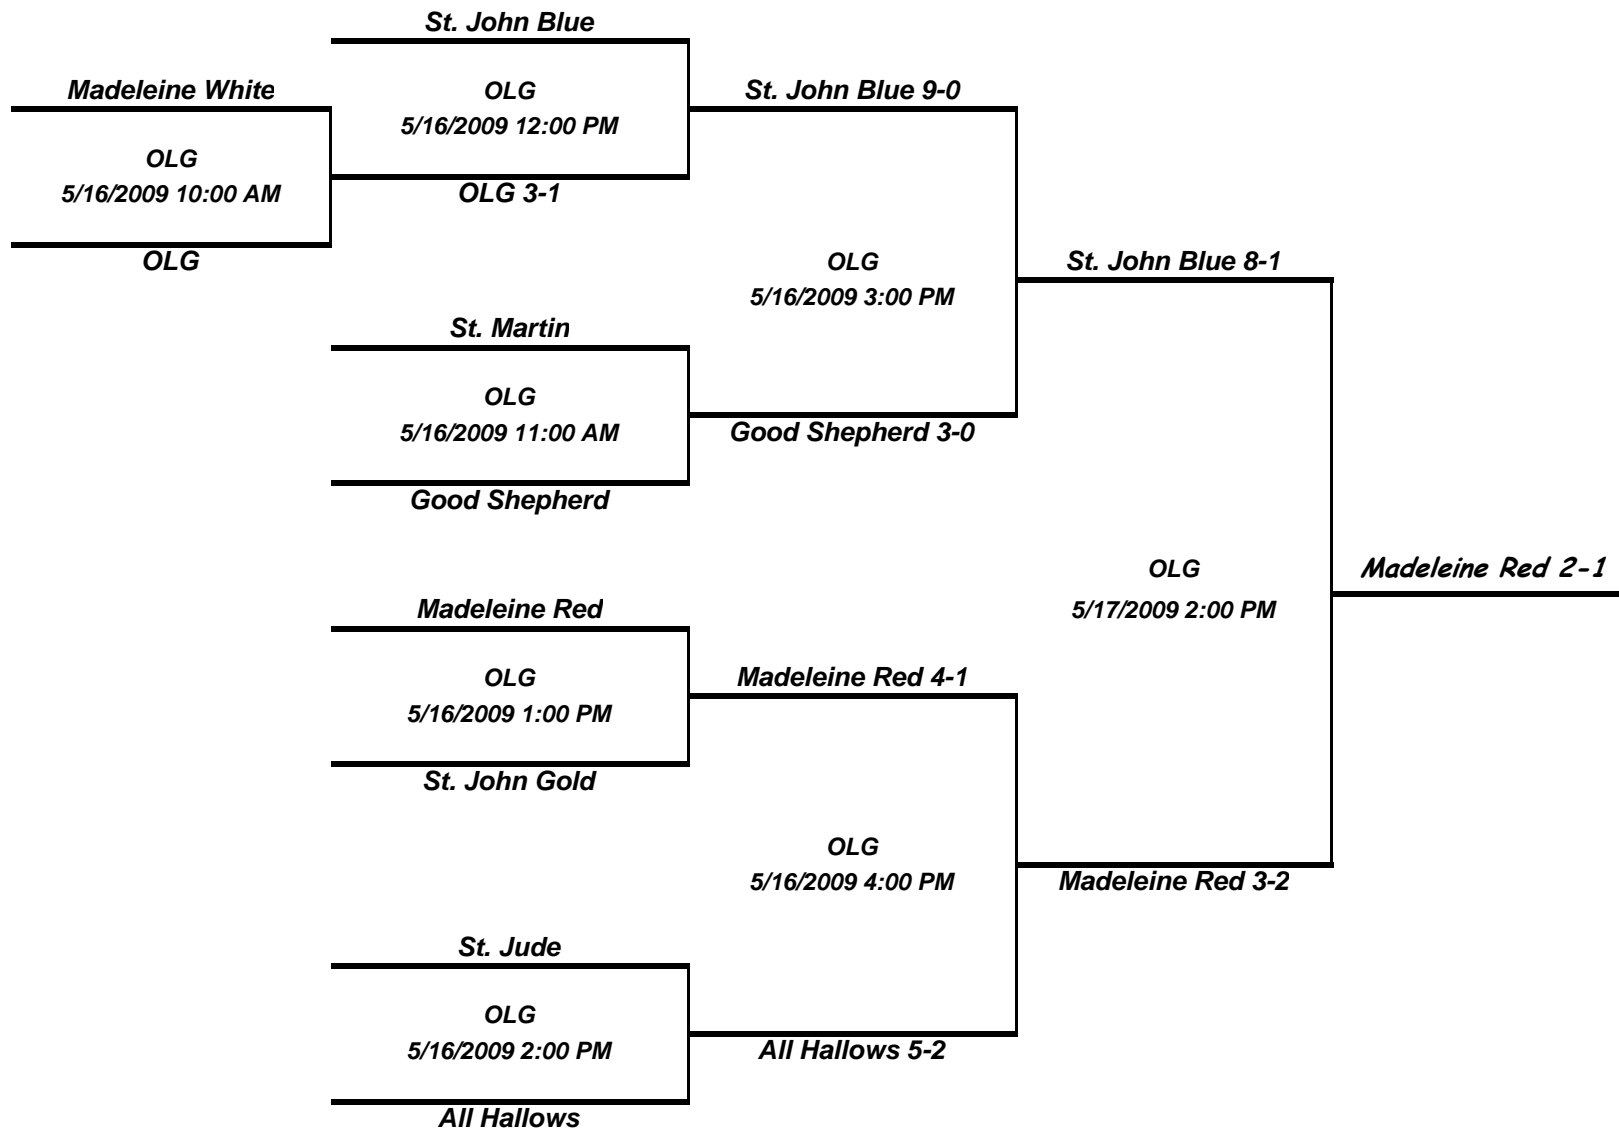 St. John Blue
Madeleine White
OLG
5/16/2009 12:00 PM
St. John Blue 9-0
OLG
5/16/2009 10:00 AM
OLG 3-1
OLG
OLG
5/16/2009 3:00 PM
St. John Blue 8-1
St. Martin
OLG
5/16/2009 11:00 AM
Good Shepherd 3-0
Good Shepherd
OLG
5/17/2009 2:00 PM
Madeleine Red 2-1
Madeleine Red
OLG
5/16/2009 1:00 PM
Madeleine Red 4-1
St. John Gold
OLG
5/16/2009 4:00 PM
Madeleine Red 3-2
St. Jude
OLG
5/16/2009 2:00 PM
All Hallows 5-2
All Hallows